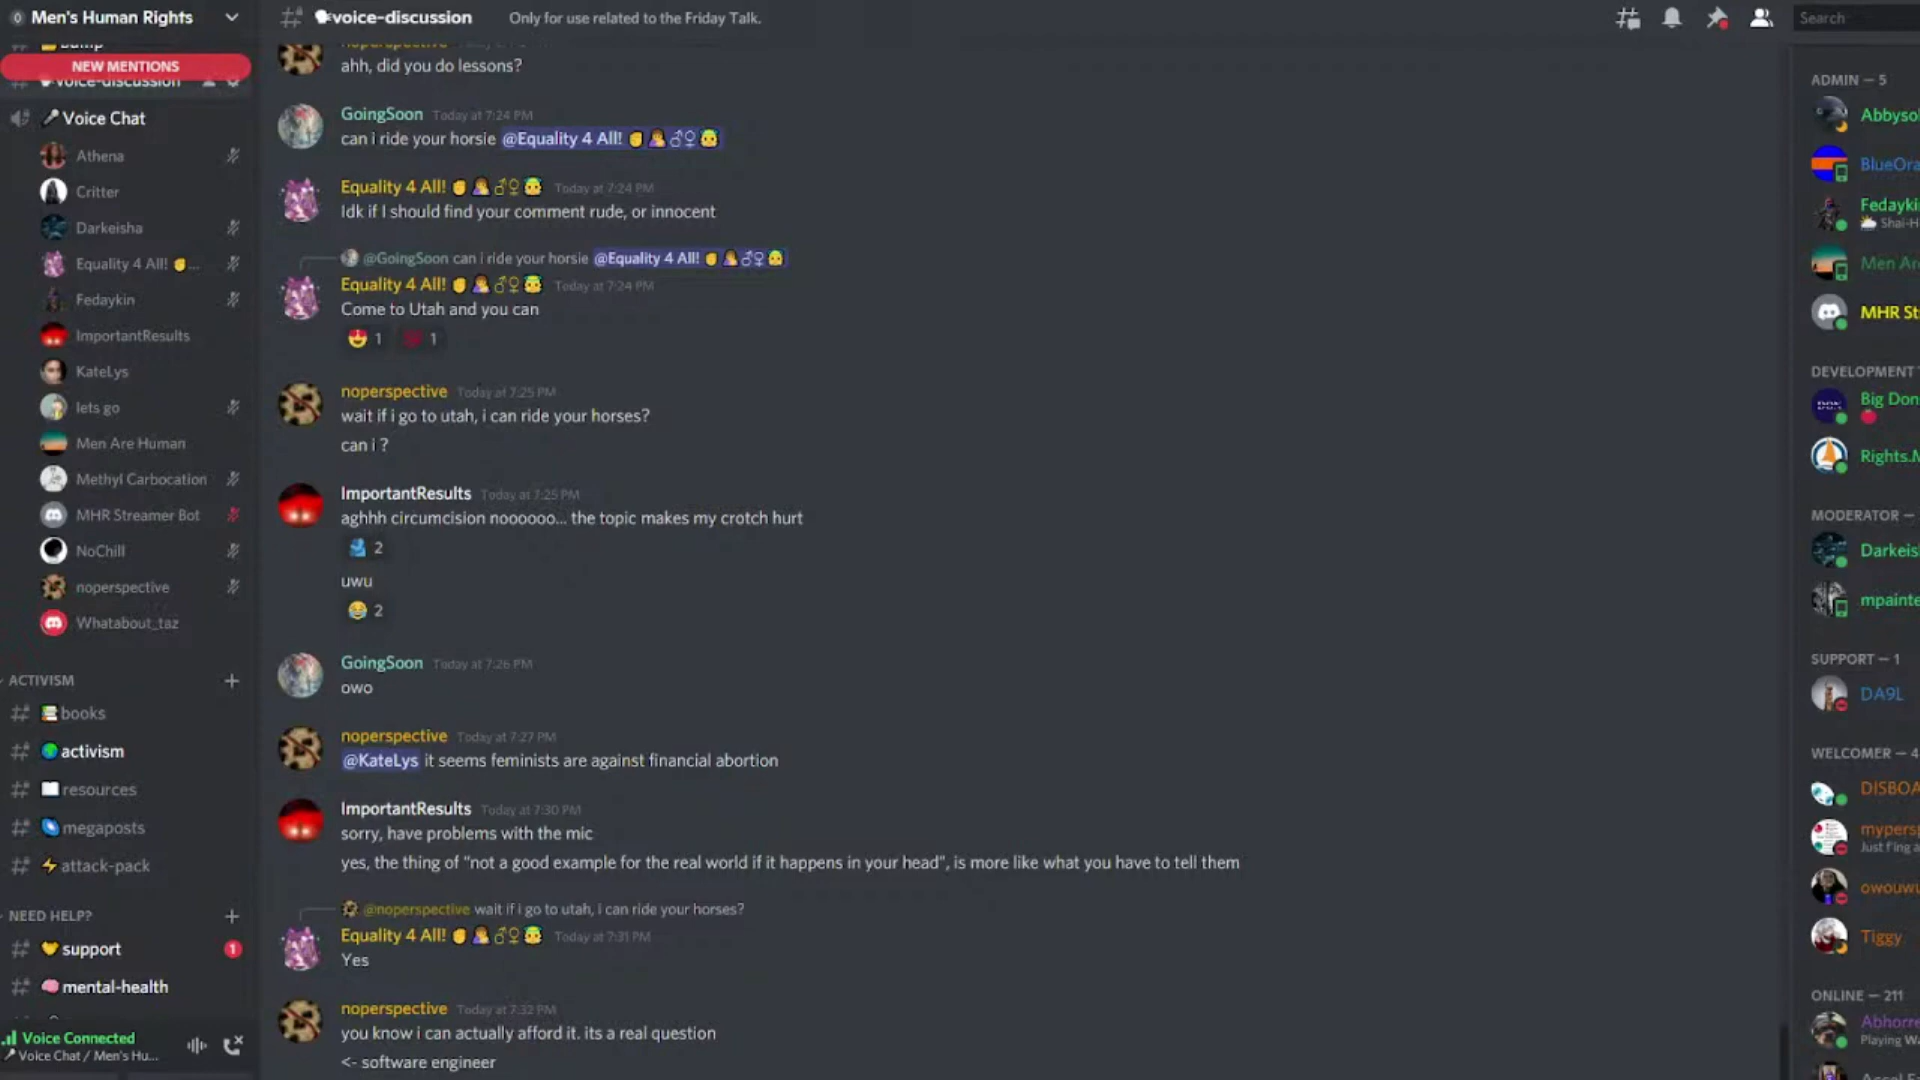 Men's Human Rights
NEW MENTIONS
voice-discussion
Voice Chat
Athena
Critter
Darkeisha
Equality 4 All! ✊...
Fedaykin
ImportantResults
KateLys
lets go
Men Are Human
Methyl Carbocation
MHR Streamer Bot
NoChill
noperspective
Whatabout_taz
ACTIVISM
books
activism
resources
megaposts
attack-pack
NEED HELP?
support 1
mental-health
Voice Connected
Voice Chat / Men's Hu...
voice-discussion Only for use related to the Friday Talk.
noperspective
ahh, did you do lessons?
GoingSoon Today at 7:24 PM
can i ride your horsie @Equality 4 All! ✊🤦♂♀😇
Equality 4 All! ✊🤦♂♀😇 Today at 7:24 PM
Idk if I should find your comment rude, or innocent
@GoingSoon can i ride your horsie @Equality 4 All! ✊🤦♂♀😇
Equality 4 All! ✊🤦♂♀😇 Today at 7:24 PM
Come to Utah and you can
😍 1 1
noperspective Today at 7:25 PM
wait if i go to utah, i can ride your horses?
can i ?
ImportantResults Today at 7:25 PM
aghhh circumcision noooooo... the topic makes my crotch hurt
2
uwu
😂 2
GoingSoon Today at 7:26 PM
owo
noperspective Today at 7:27 PM
@KateLys it seems feminists are against financial abortion
ImportantResults Today at 7:30 PM
sorry, have problems with the mic
yes, the thing of “not a good example for the real world if it happens in your head”, is more like what you have to tell them
@noperspective wait if i go to utah, i can ride your horses?
Equality 4 All! ✊🤦♂♀😇 Today at 7:31 PM
Yes
noperspective Today at 7:32 PM
you know i can actually afford it. its a real question
<- software engineer
Search
ADMIN — 5
Abbyso
BlueOra
Fedayki
Shai-H
Men Are
MHR St
DEVELOPMENT
Big Don
Rights.M
MODERATOR —
Darkeis
mpainte
SUPPORT — 1
DA9L
WELCOMER — 4
DISBOA
mypers
Just f'ing a
owouwu
Tiggy
ONLINE — 211
Abhorre
Playing Wa